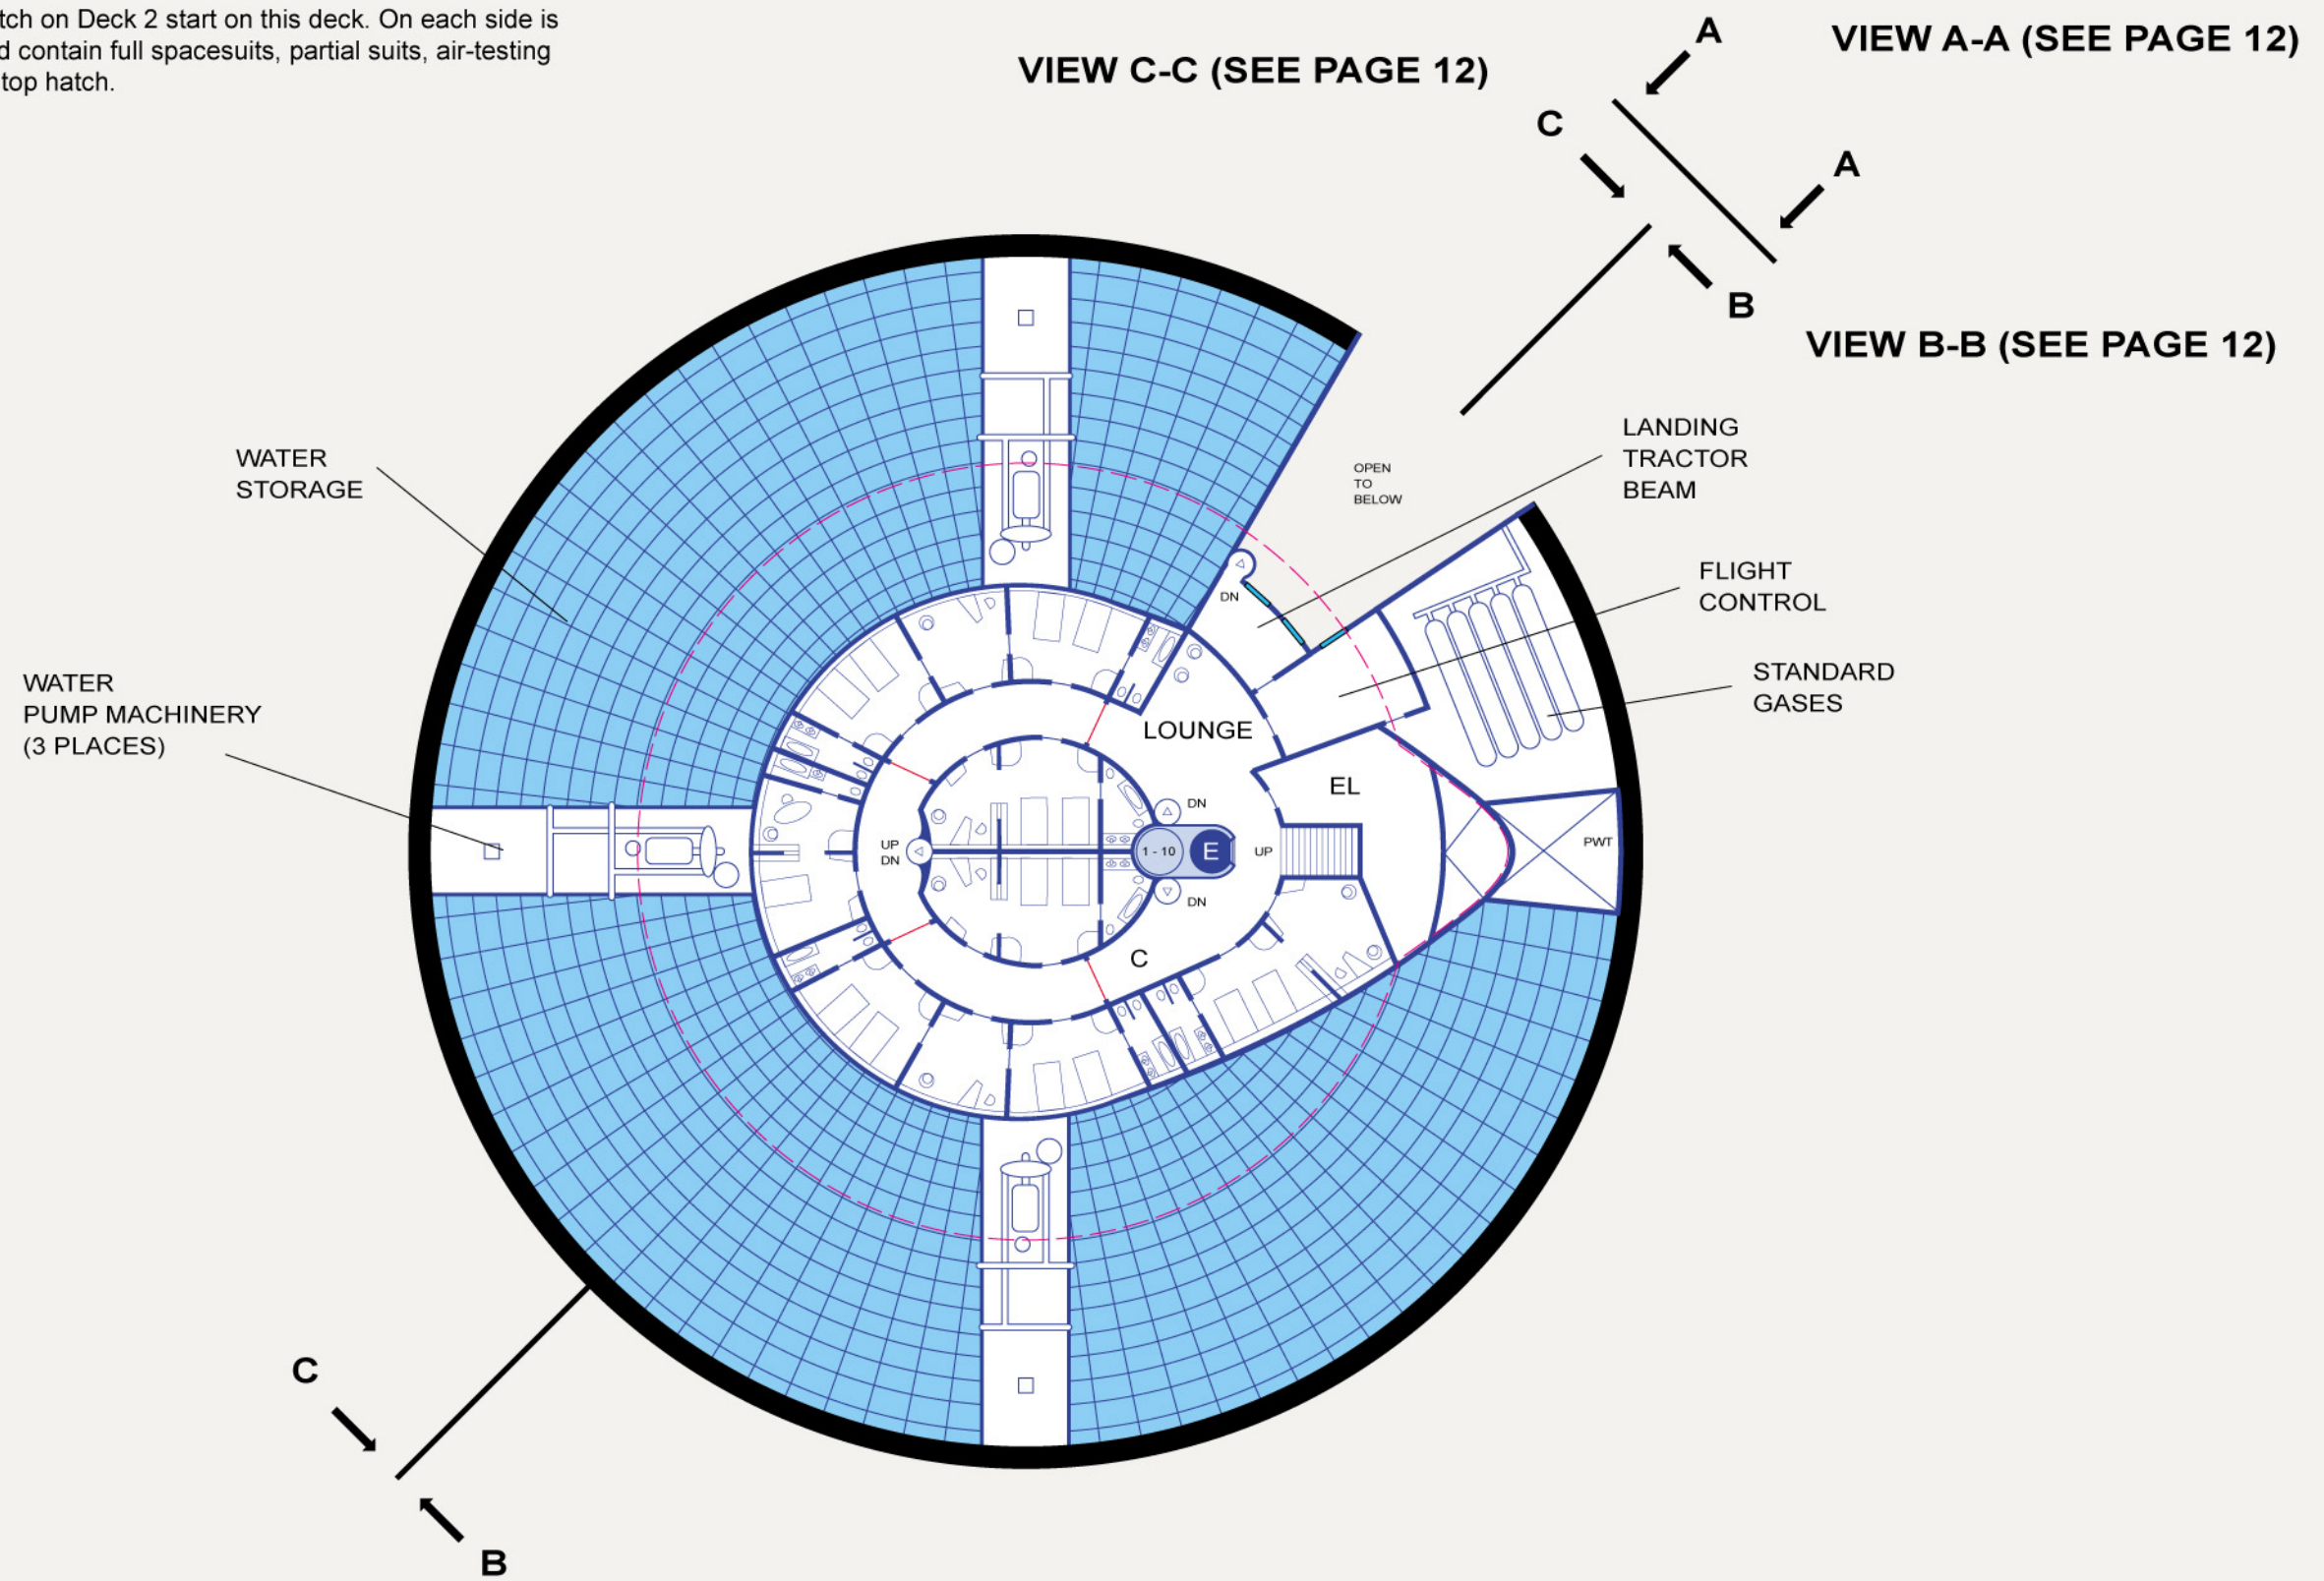 tch on Deck 2 start on this deck. On each side is
d contain full spacesuits, partial suits, air-testing
top hatch.
VIEW C-C (SEE PAGE 12)
A
VIEW A-A (SEE PAGE 12)
C
A
B
VIEW B-B (SEE PAGE 12)
LANDING
TRACTOR
BEAM
OPEN
TO
BELOW
WATER
STORAGE
FLIGHT
CONTROL
DN
STANDARD
GASES
WATER
PUMP MACHINERY
(3 PLACES)
LOUNGE
EL
DN
UP
DN
1 - 10
E
UP
PWT
DN
C
C
B